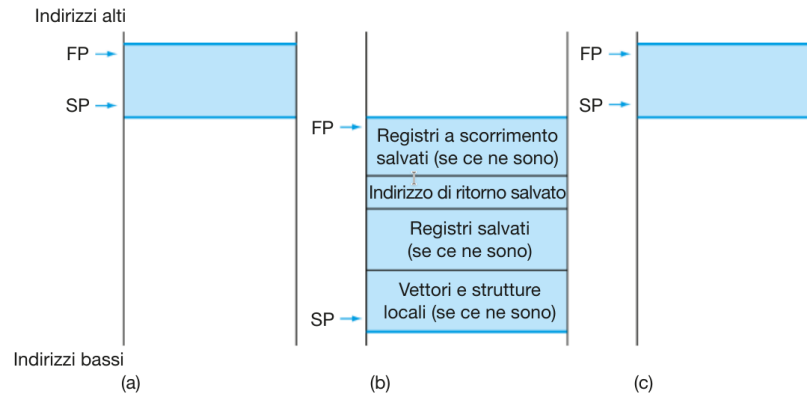 Indirizzi alti
FP
SP
FP
Registri a scorrimento
salvati (se ce ne sono)
Indirizzo di ritorno salvato
Registri salvati
(se ce ne sono)
Vettori e strutture
locali (se ce ne sono)
SP
FP
SP
Indirizzi bassi
(a)
(b)
(c)